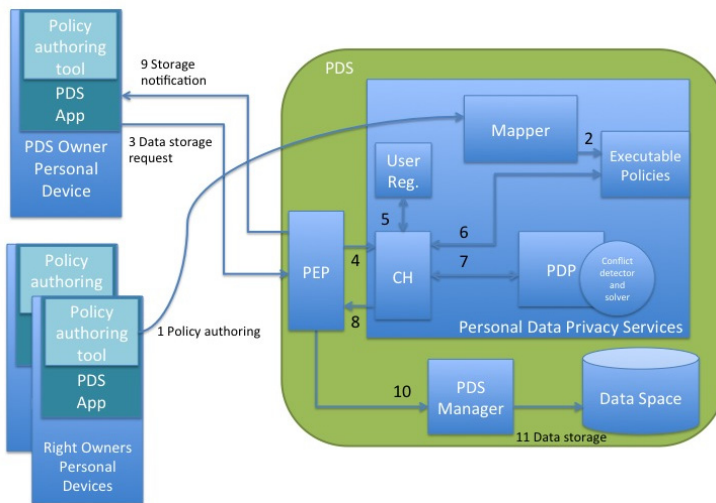 Policy
authoring
tool
PDS
App
PDS Owner
Personal
Device
9 Storage
notification
3 Data storage
request
PDS
Mapper
2
Executable
Policies
User
Reg.
5
6
PEP
4
CH
7
PDP
Conflict
detector
and
solver
8
Personal Data Privacy Services
Policy
authoring
Policy
authoring
tool
PDS
App
Right Owners
Personal
Devices
1 Policy authoring
10
PDS
Manager
Data Space
11 Data storage